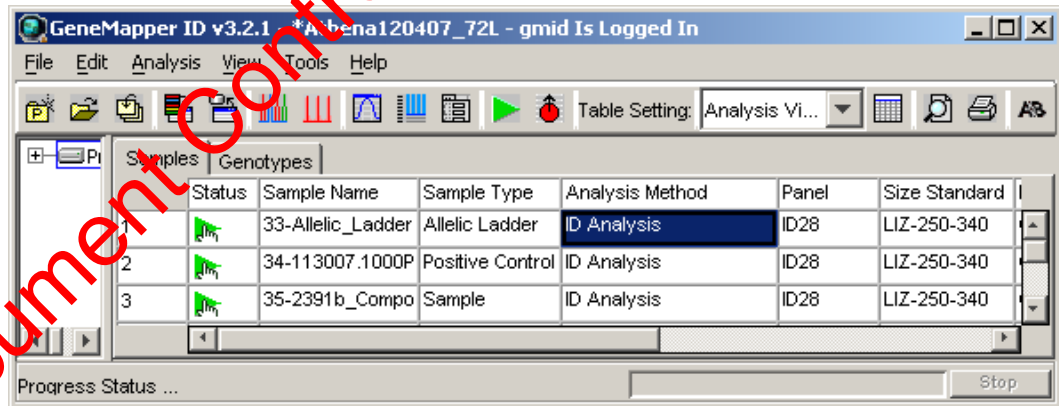 GeneMapper ID v3.2.1 - *Athena120407_72L - gmid Is Logged In
File Edit Analysis View Tools Help
Table Setting: Analysis Vi...
Samples Genotypes
Status Sample Name Sample Type Analysis Method Panel Size Standard
1 33-Allelic_Ladder Allelic Ladder ID Analysis ID28 LIZ-250-340
2 34-113007.1000P Positive Control ID Analysis ID28 LIZ-250-340
3 35-2391b_Compo Sample ID Analysis ID28 LIZ-250-340
Progress Status ... Stop